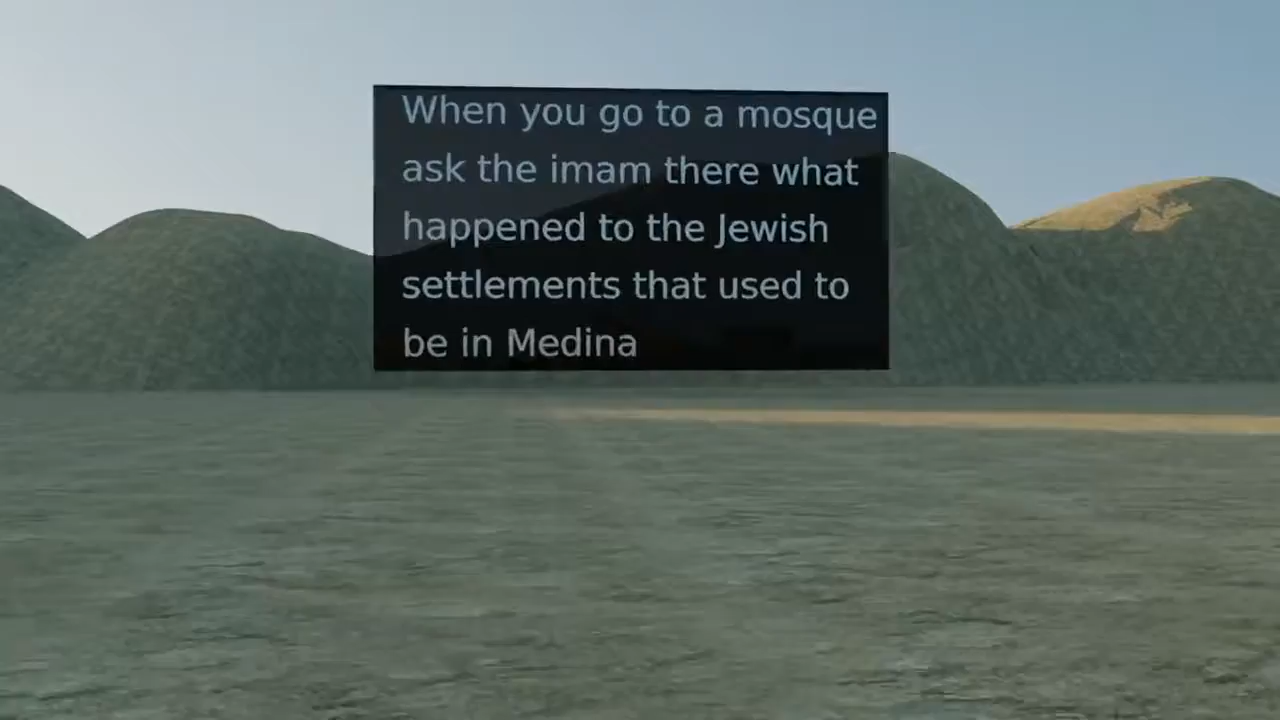 When you go to a mosque
ask the imam there what
happened to the Jewish
settlements that used to
be in Medina